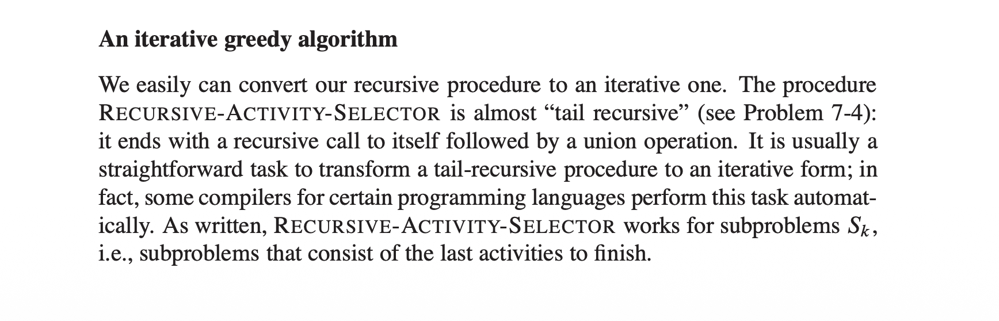 An iterative greedy algorithm
We easily can convert our recursive procedure to an iterative one. The procedure
RECURSIVE-ACTIVITY-SELECTOR is almost “tail recursive” (see Problem 7-4):
it ends with a recursive call to itself followed by a union operation. It is usually a
straightforward task to transform a tail-recursive procedure to an iterative form; in
fact, some compilers for certain programming languages perform this task automat-
ically. As written, RECURSIVE-ACTIVITY-SELECTOR works for subproblems Sₖ,
i.e., subproblems that consist of the last activities to finish.